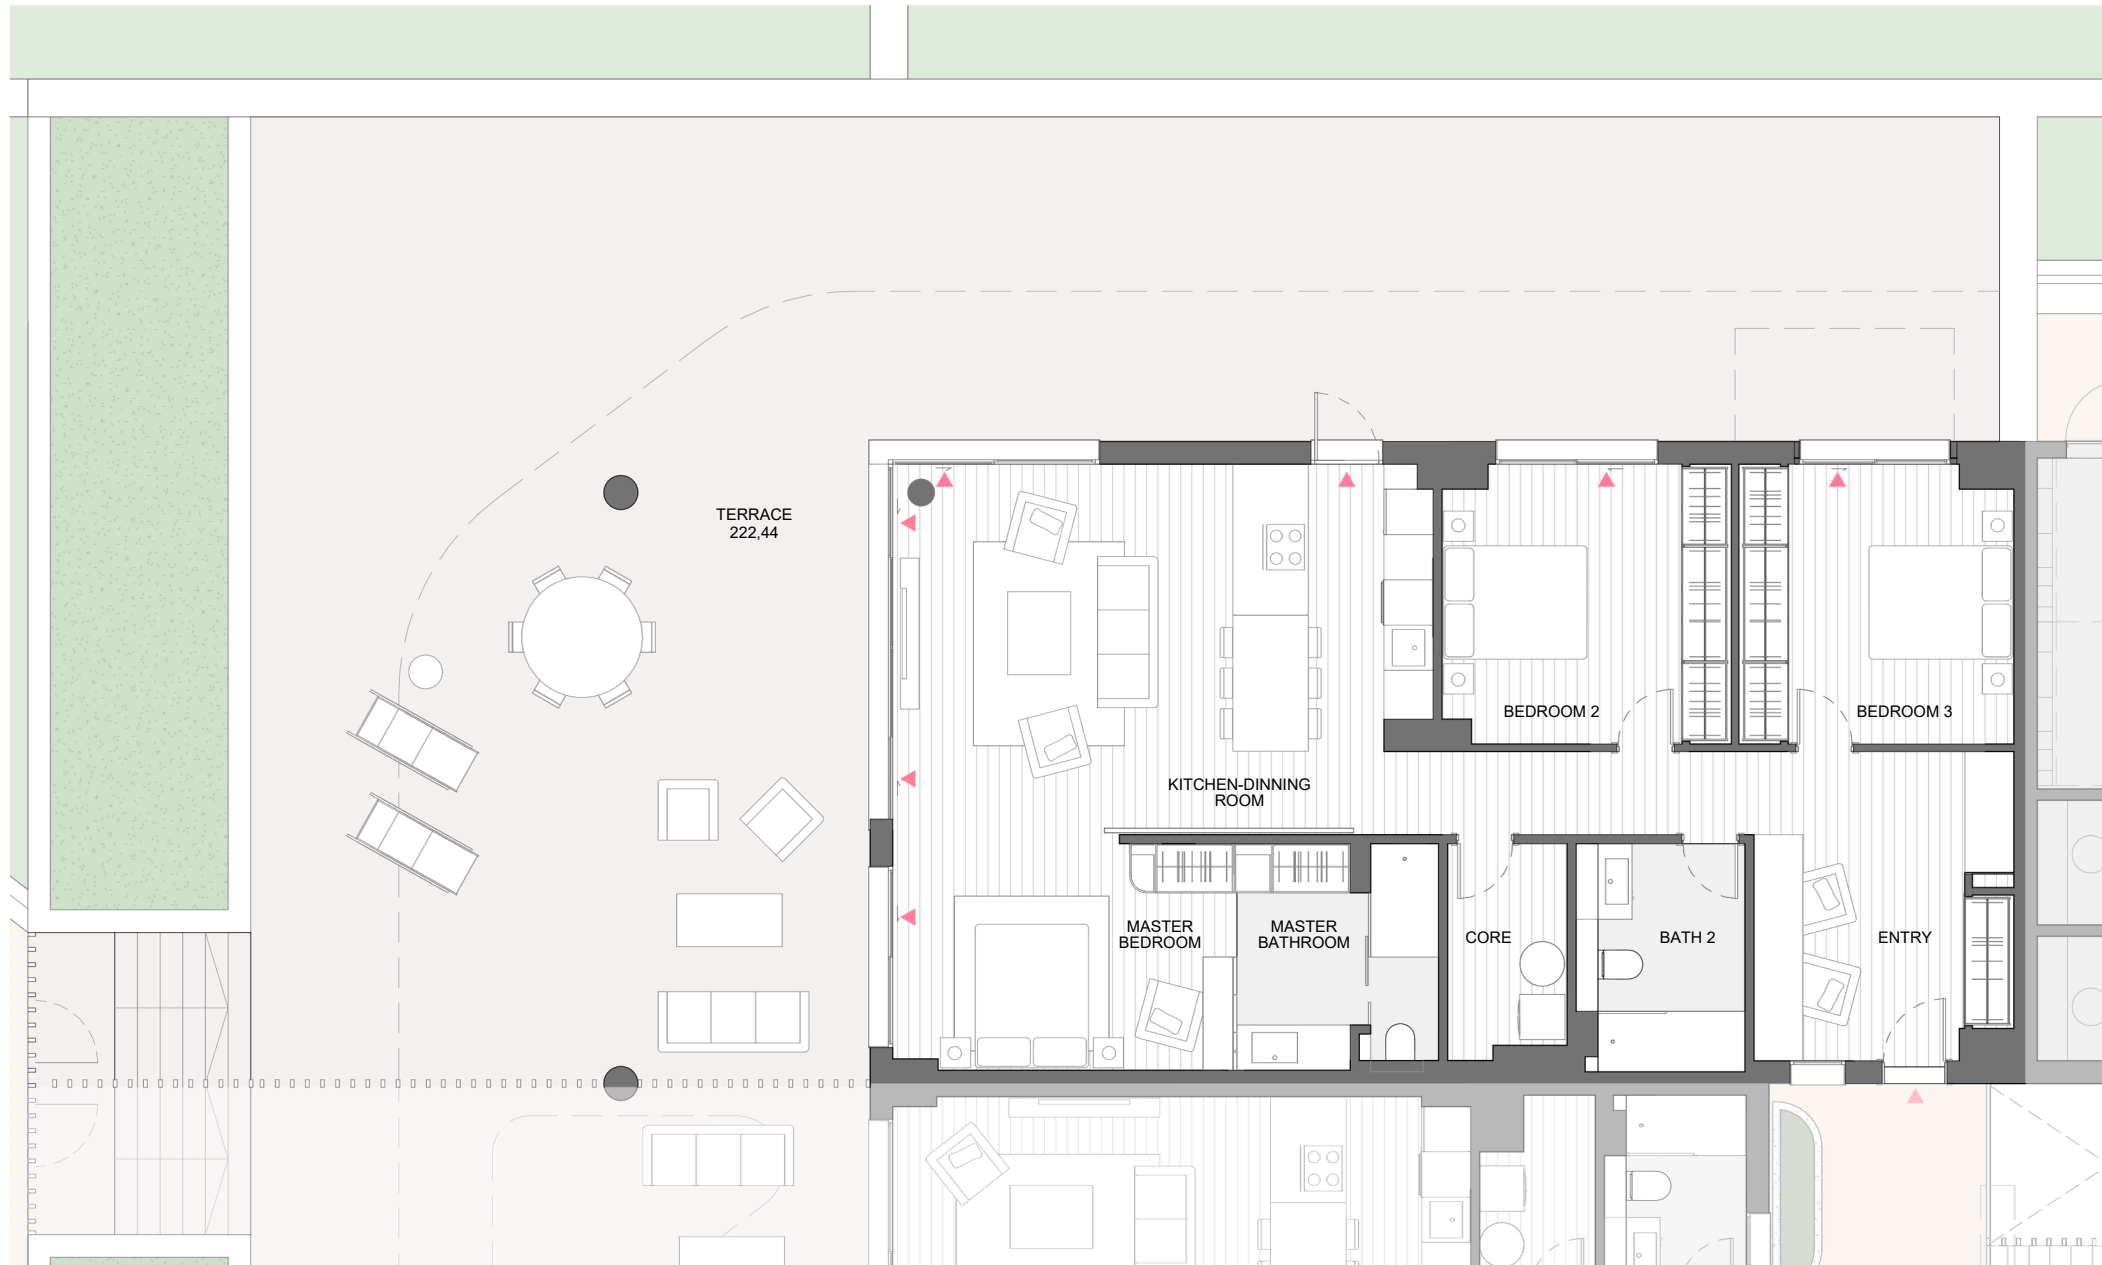 TERRACE
222,44
BEDROOM 2
BEDROOM 3
KITCHEN-DINNING
ROOM
MASTER
BEDROOM
MASTER
BATHROOM
CORE
BATH 2
ENTRY